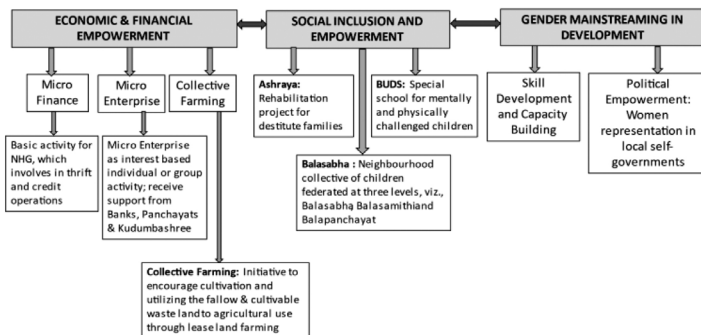 ECONOMIC & FINANCIAL
EMPOWERMENT
SOCIAL INCLUSION AND
EMPOWERMENT
GENDER MAINSTREAMING IN
DEVELOPMENT
Micro
Finance
Micro
Enterprise
Collective
Farming
Ashraya:
Rehabilitation
project for
destitute families
BUDS: Special
school for mentally
and physically
challenged children
Skill
Development
and Capacity
Building
Political
Empowerment:
Women
representation in
local self-
governments
Basic activity for
NHG, which
involves in thrift
and credit
operations
Micro Enterprise
as interest based
individual or group
activity; receive
support from
Banks, Panchayats
& Kudumbashree
Balasabha : Neighbourhood
collective of children
federated at three levels, viz.,
Balasabha, Balasamithiand
Balapanchayat
Collective Farming: Initiative to
encourage cultivation and
utilizing the fallow & cultivable
waste land to agricultural use
through lease land farming